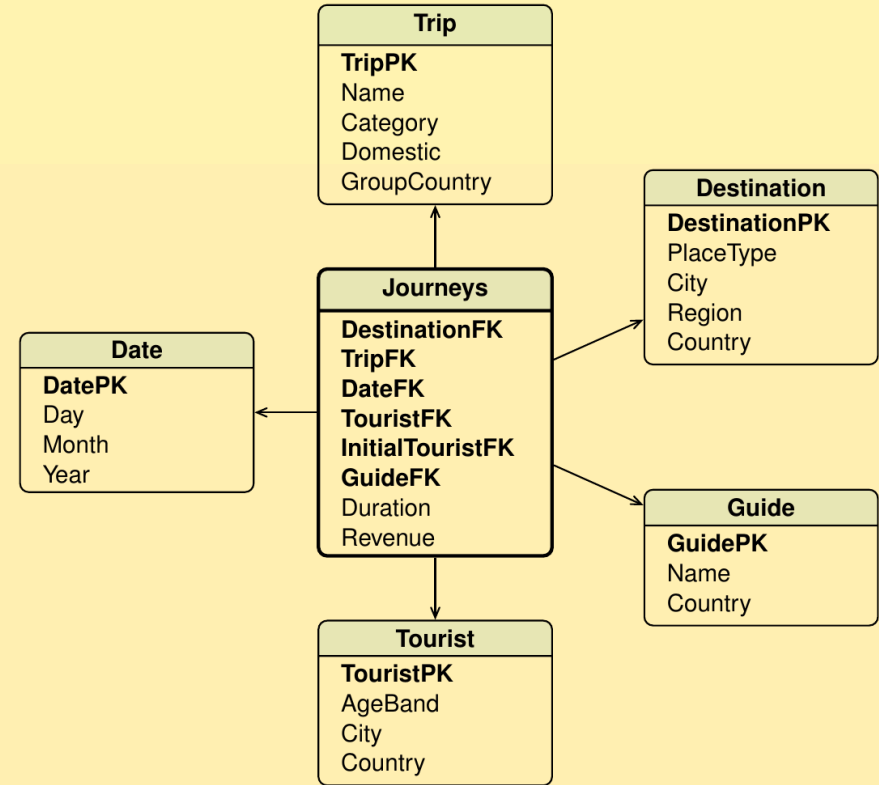 Trip
TripPK
Name
Category
Domestic
GroupCountry
Destination
DestinationPK
PlaceType
City
Region
Country
Journeys
DestinationFK
TripFK
DateFK
TouristFK
InitialTouristFK
GuideFK
Duration
Revenue
Date
DatePK
Day
Month
Year
Guide
GuidePK
Name
Country
Tourist
TouristPK
AgeBand
City
Country